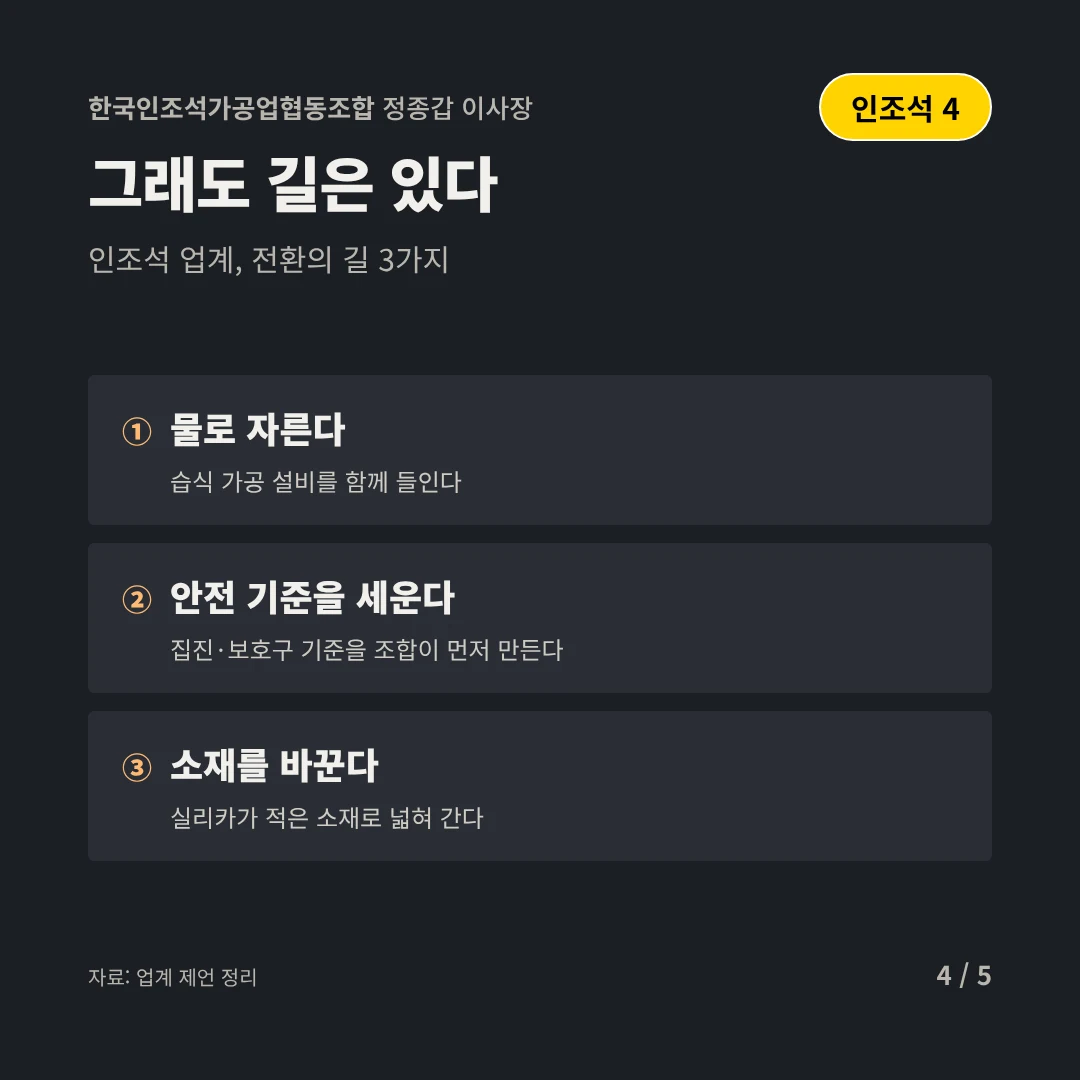 한국인조석가공업협동조합 정종갑 이사장
인조석 4
그래도 길은 있다
인조석 업계, 전환의 길 3가지
① 물로 자른다
습식 가공 설비를 함께 들인다
② 안전 기준을 세운다
집진·보호구 기준을 조합이 먼저 만든다
③ 소재를 바꾼다
실리카가 적은 소재로 넓혀 간다
자료: 업계 제언 정리
4 / 5